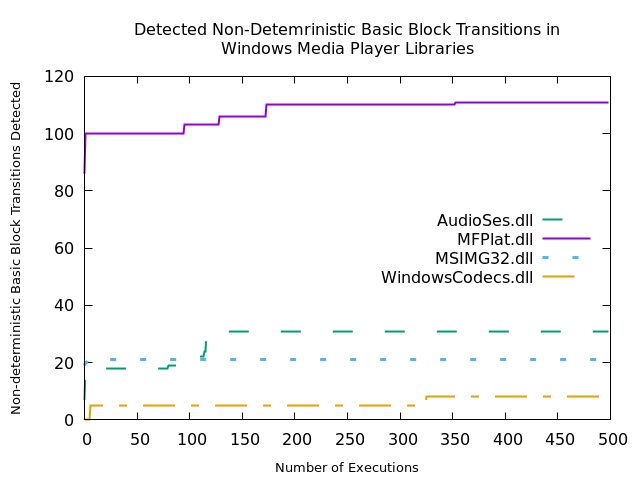 Detected Non-Detemrinistic Basic Block Transitions in
Windows Media Player Libraries
Non-deterministic Basic Block Transitions Detected
120
100
80
60
40
20
0
AudioSes.dll
MFPlat.dll
MSIMG32.dll
WindowsCodecs.dll
0 50 100 150 200 250 300 350 400 450 500
Number of Executions